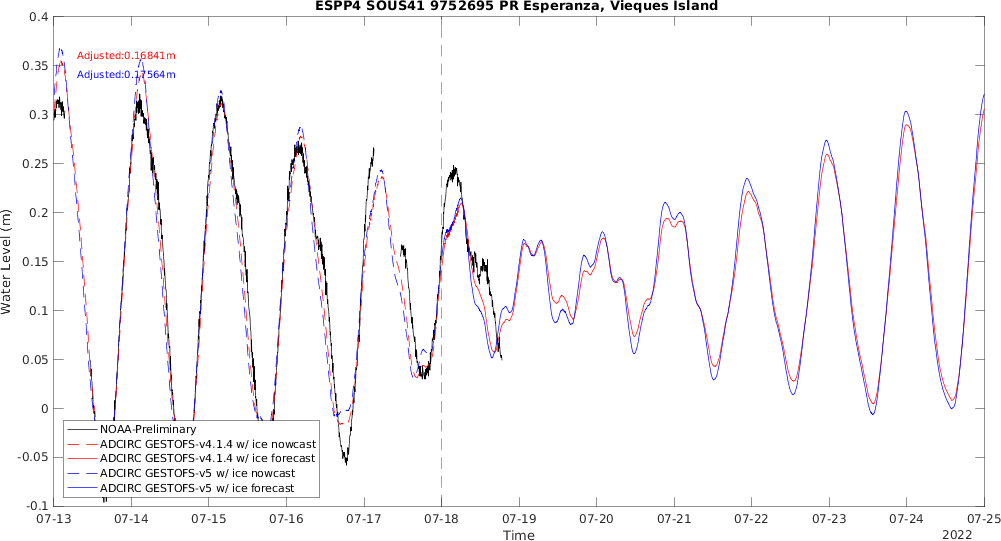 ESPP4 SOUS41 9752695 PR Esperanza, Vieques Island
0.4
0.35
0.3
0.25
0.2
0.15
0.1
0.05
0
-0.05
-0.1
Water Level (m)
Adjusted:0.16841m
Adjusted:0.17564m
NOAA-Preliminary
ADCIRC GESTOFS-v4.1.4 w/ ice nowcast
ADCIRC GESTOFS-v4.1.4 w/ ice forecast
ADCIRC GESTOFS-v5 w/ ice nowcast
ADCIRC GESTOFS-v5 w/ ice forecast
07-13 07-14 07-15 07-16 07-17 07-18 07-19 07-20 07-21 07-22 07-23 07-24 07-25
Time
2022